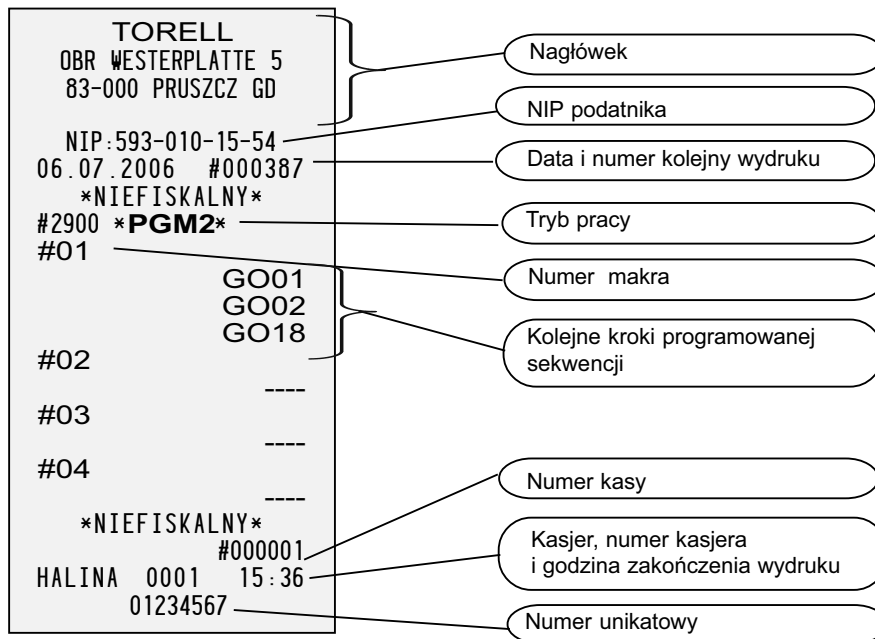 TORELL
OBR WESTERPLATTE 5
83-000 PRUSZCZ GD
NIP:593-010-15-54
06.07.2006 #000387
*NIEFISKALNY*
#2900 *PGM2*
#01
GO01
GO02
GO18
#02
----
#03
----
#04
----
*NIEFISKALNY*
#000001
HALINA 0001 15:36
01234567
Nagłówek
NIP podatnika
Data i numer kolejny wydruku
Tryb pracy
Numer makra
Kolejne kroki programowanej
sekwencji
Numer kasy
Kasjer, numer kasjera
i godzina zakończenia wydruku
Numer unikatowy